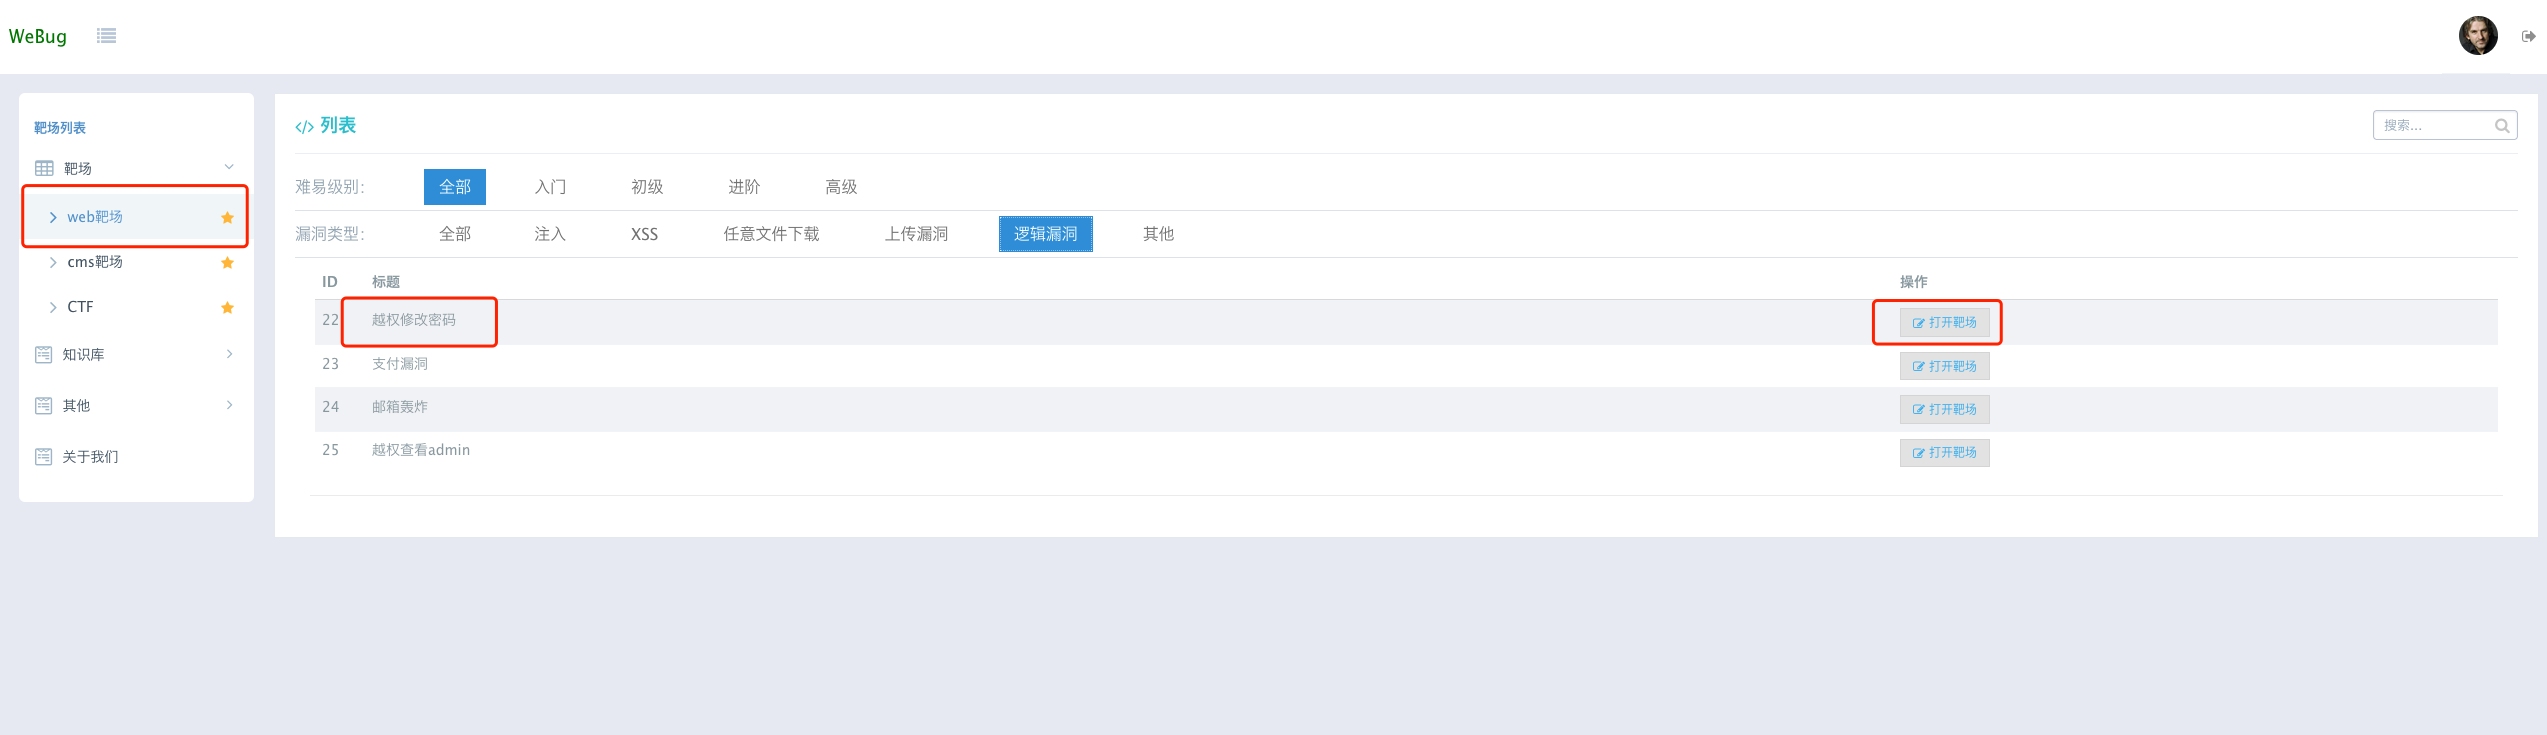 WeBug
靶场列表
靶场
web靶场
cms靶场
CTF
知识库
其他
关于我们
</> 列表
搜索...
难易级别: 全部 入门 初级 进阶 高级
漏洞类型: 全部 注入 XSS 任意文件下载 上传漏洞 逻辑漏洞 其他
ID 标题 操作
22 越权修改密码 打开靶场
23 支付漏洞 打开靶场
24 邮箱轰炸 打开靶场
25 越权查看admin 打开靶场